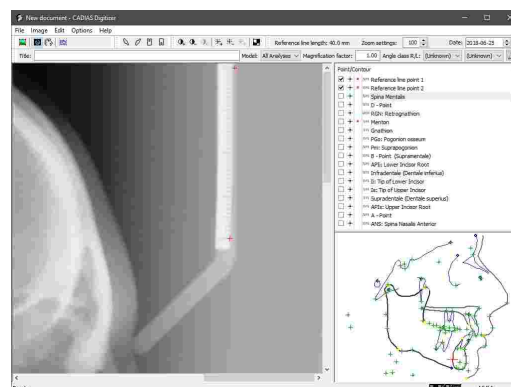 New document - CADIAS Digitizer
File Image Edit Options Help
Reference line length: 40.0 mm Zoom settings: 100 Date: 2018-06-25
Title: Model: All Analyses Magnification factor: 1.00 Angle class R/L: (Unknown) (Unknown)
Point/Contour
Reference line point 1
Reference line point 2
Spina Mentalis
D - Point
RGN: Retrognathion
Menton
Gnathion
PGo: Pogonion osseum
Pm: Suprapogonion
B - Point (Supramentale)
APIi: Lower Incisor Root
Infradentale (Dentale inferius)
Ii: Tip of Lower Incisor
Is: Tip of Upper Incisor
Supradentale (Dentale superius)
APIs: Upper Incisor Root
A - Point
ANS: Spina Nasalis Anterior